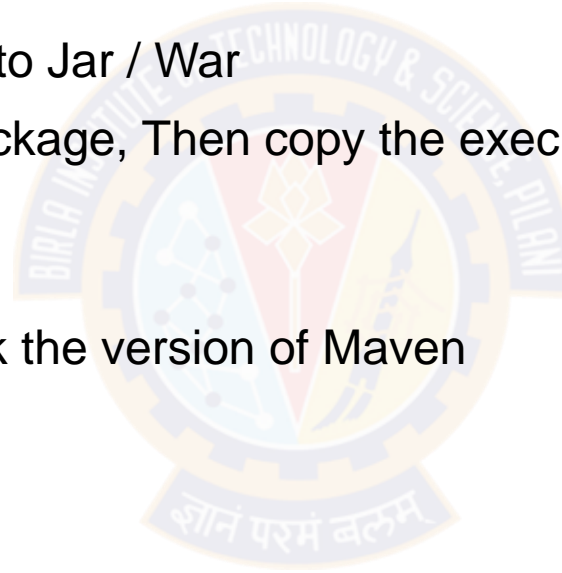 to Jar / War
ckage, Then copy the exec
k the version of Maven
BIRLA INSTITUTE OF TECHNOLOGY & SCIENCE, PILANI
ज्ञानं परमं बलम्